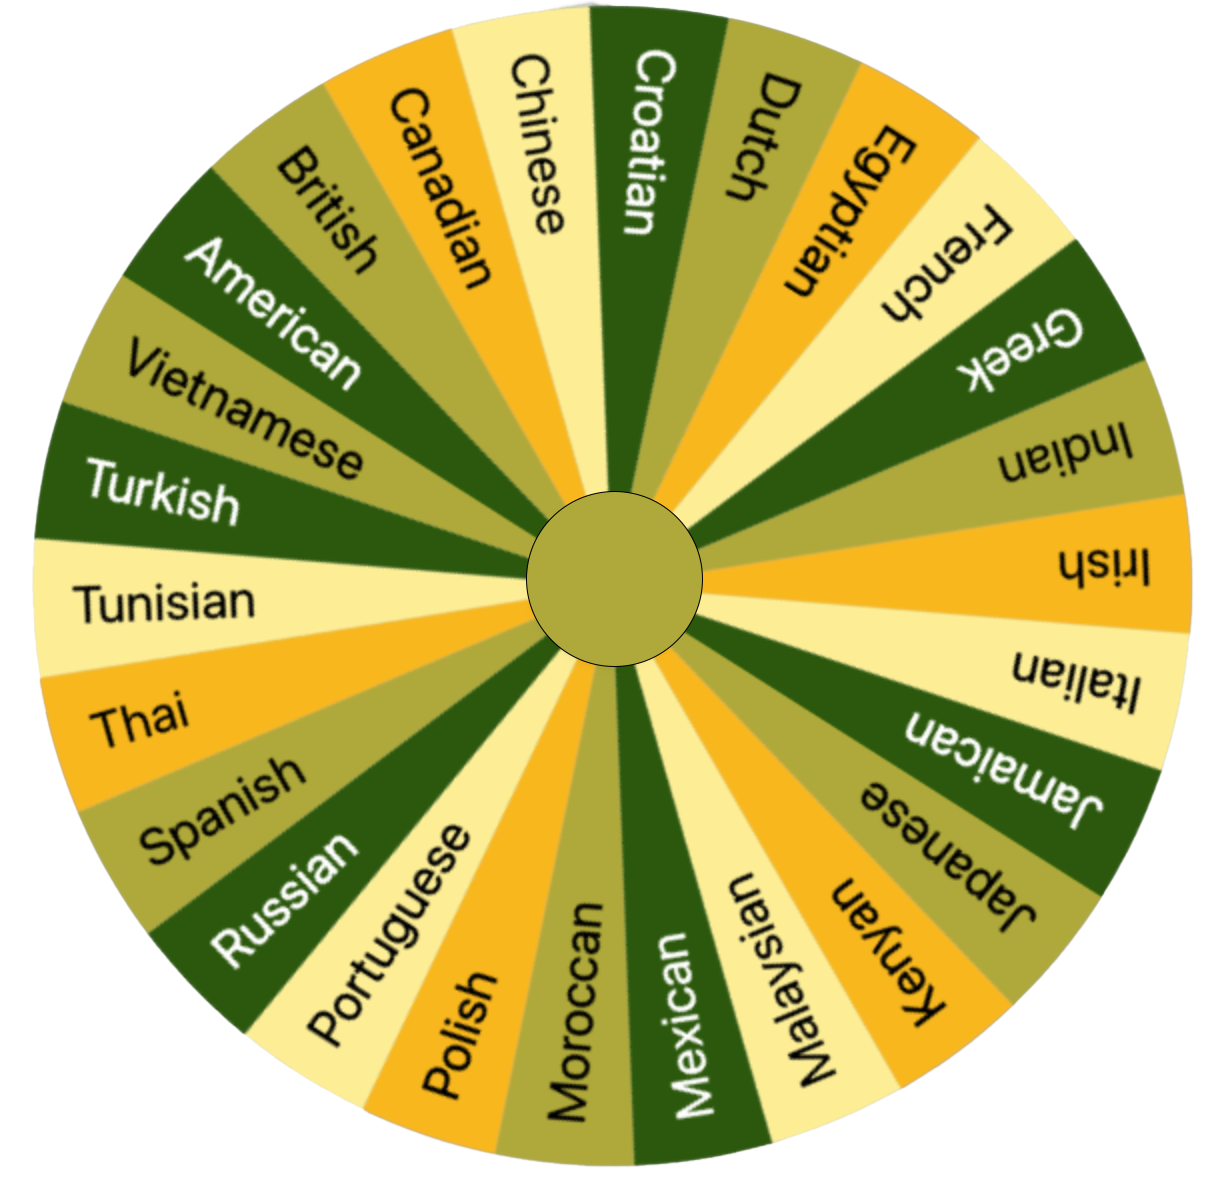 American
British
Canadian
Chinese
Croatian
Dutch
Egyptian
French
Greek
Indian
Irish
Italian
Jamaican
Japanese
Kenyan
Malaysian
Mexican
Moroccan
Polish
Portuguese
Russian
Spanish
Thai
Tunisian
Turkish
Vietnamese